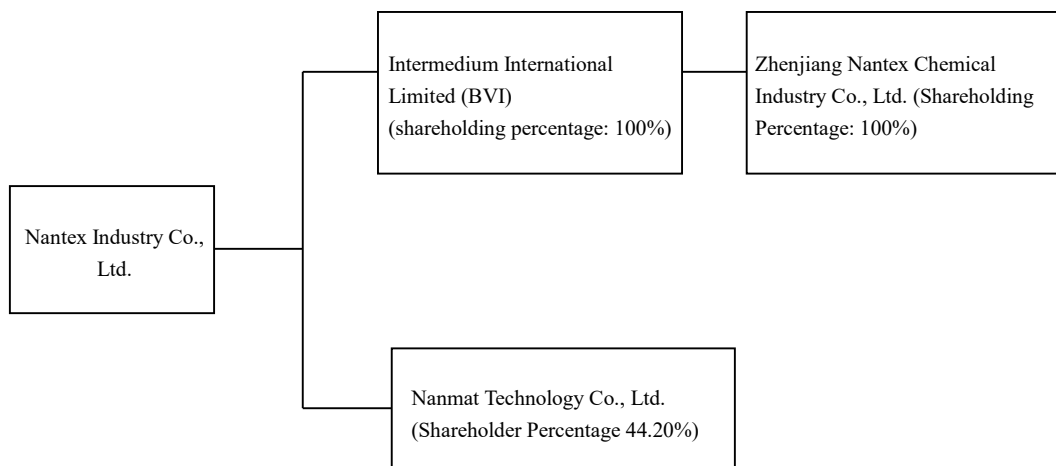 Intermedium International
Limited (BVI)
(shareholding percentage: 100%)
Zhenjiang Nantex Chemical
Industry Co., Ltd. (Shareholding
Percentage: 100%)
Nantex Industry Co.,
Ltd.
Nanmat Technology Co., Ltd.
(Shareholder Percentage 44.20%)